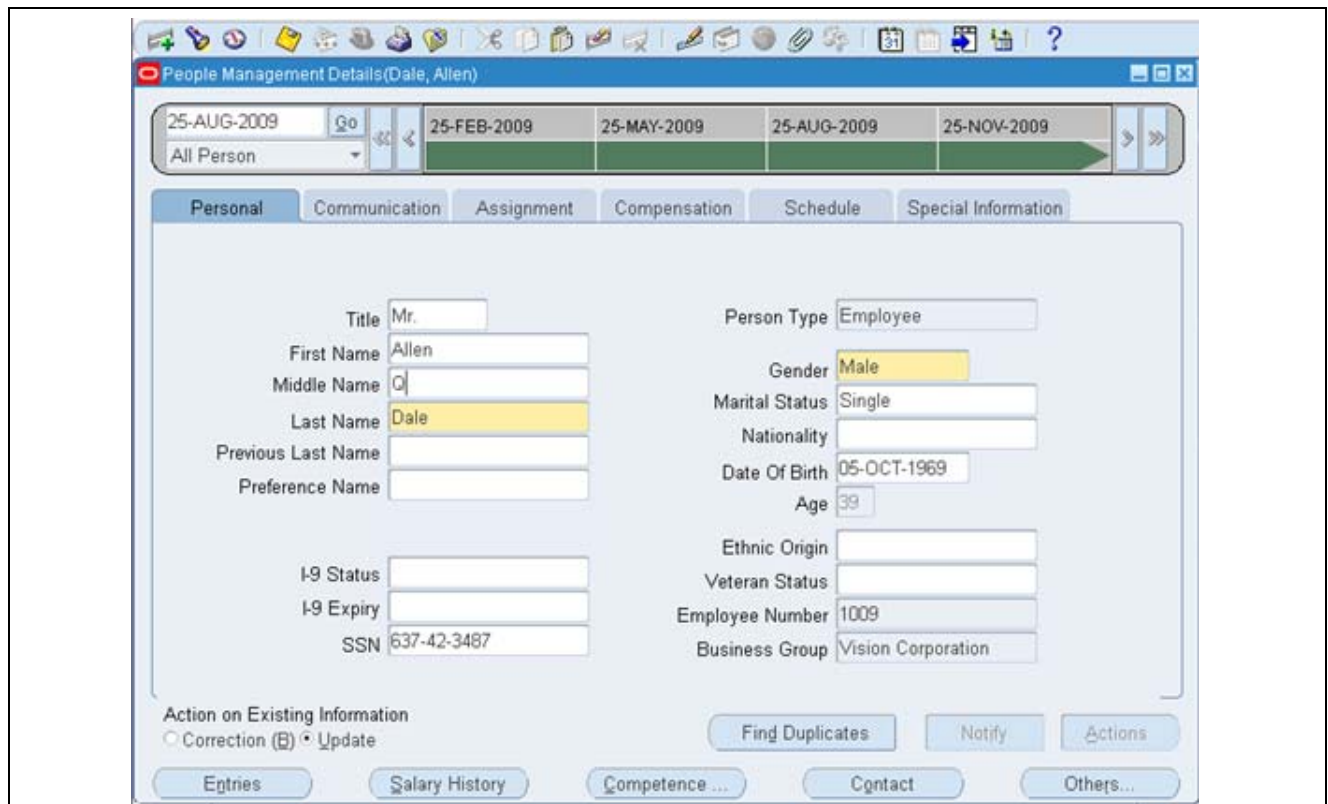 31
?
People Management Details(Dale, Allen)
25-AUG-2009 Go 25-FEB-2009 25-MAY-2009 25-AUG-2009 25-NOV-2009
All Person
Personal Communication Assignment Compensation Schedule Special Information
Title Mr. Person Type Employee
First Name Allen
Gender Male
Middle Name Q
Marital Status Single
Last Name Dale
Nationality
Previous Last Name
Date Of Birth 05-OCT-1969
Preference Name
Age 39
Ethnic Origin
I-9 Status
Veteran Status
I-9 Expiry
Employee Number 1009
SSN 637-42-3487
Business Group Vision Corporation
Action on Existing Information
Correction (B) Update
Find Duplicates Notify Actions
Entries Salary History Competence ... Contact Others...